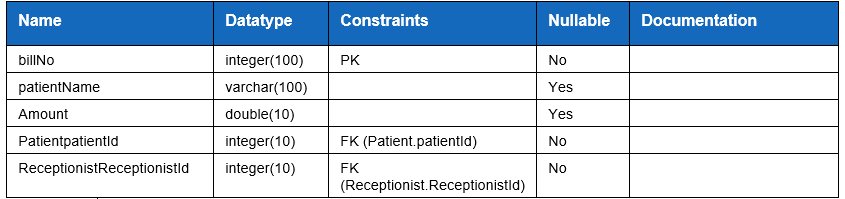 Name Datatype Constraints Nullable Documentation
billNo integer(100) PK No
patientName varchar(100) Yes
Amount double(10) Yes
PatientpatientId integer(10) FK (Patient.patientId) No
ReceptionistReceptionistId integer(10) FK No
(Receptionist.ReceptionistId)